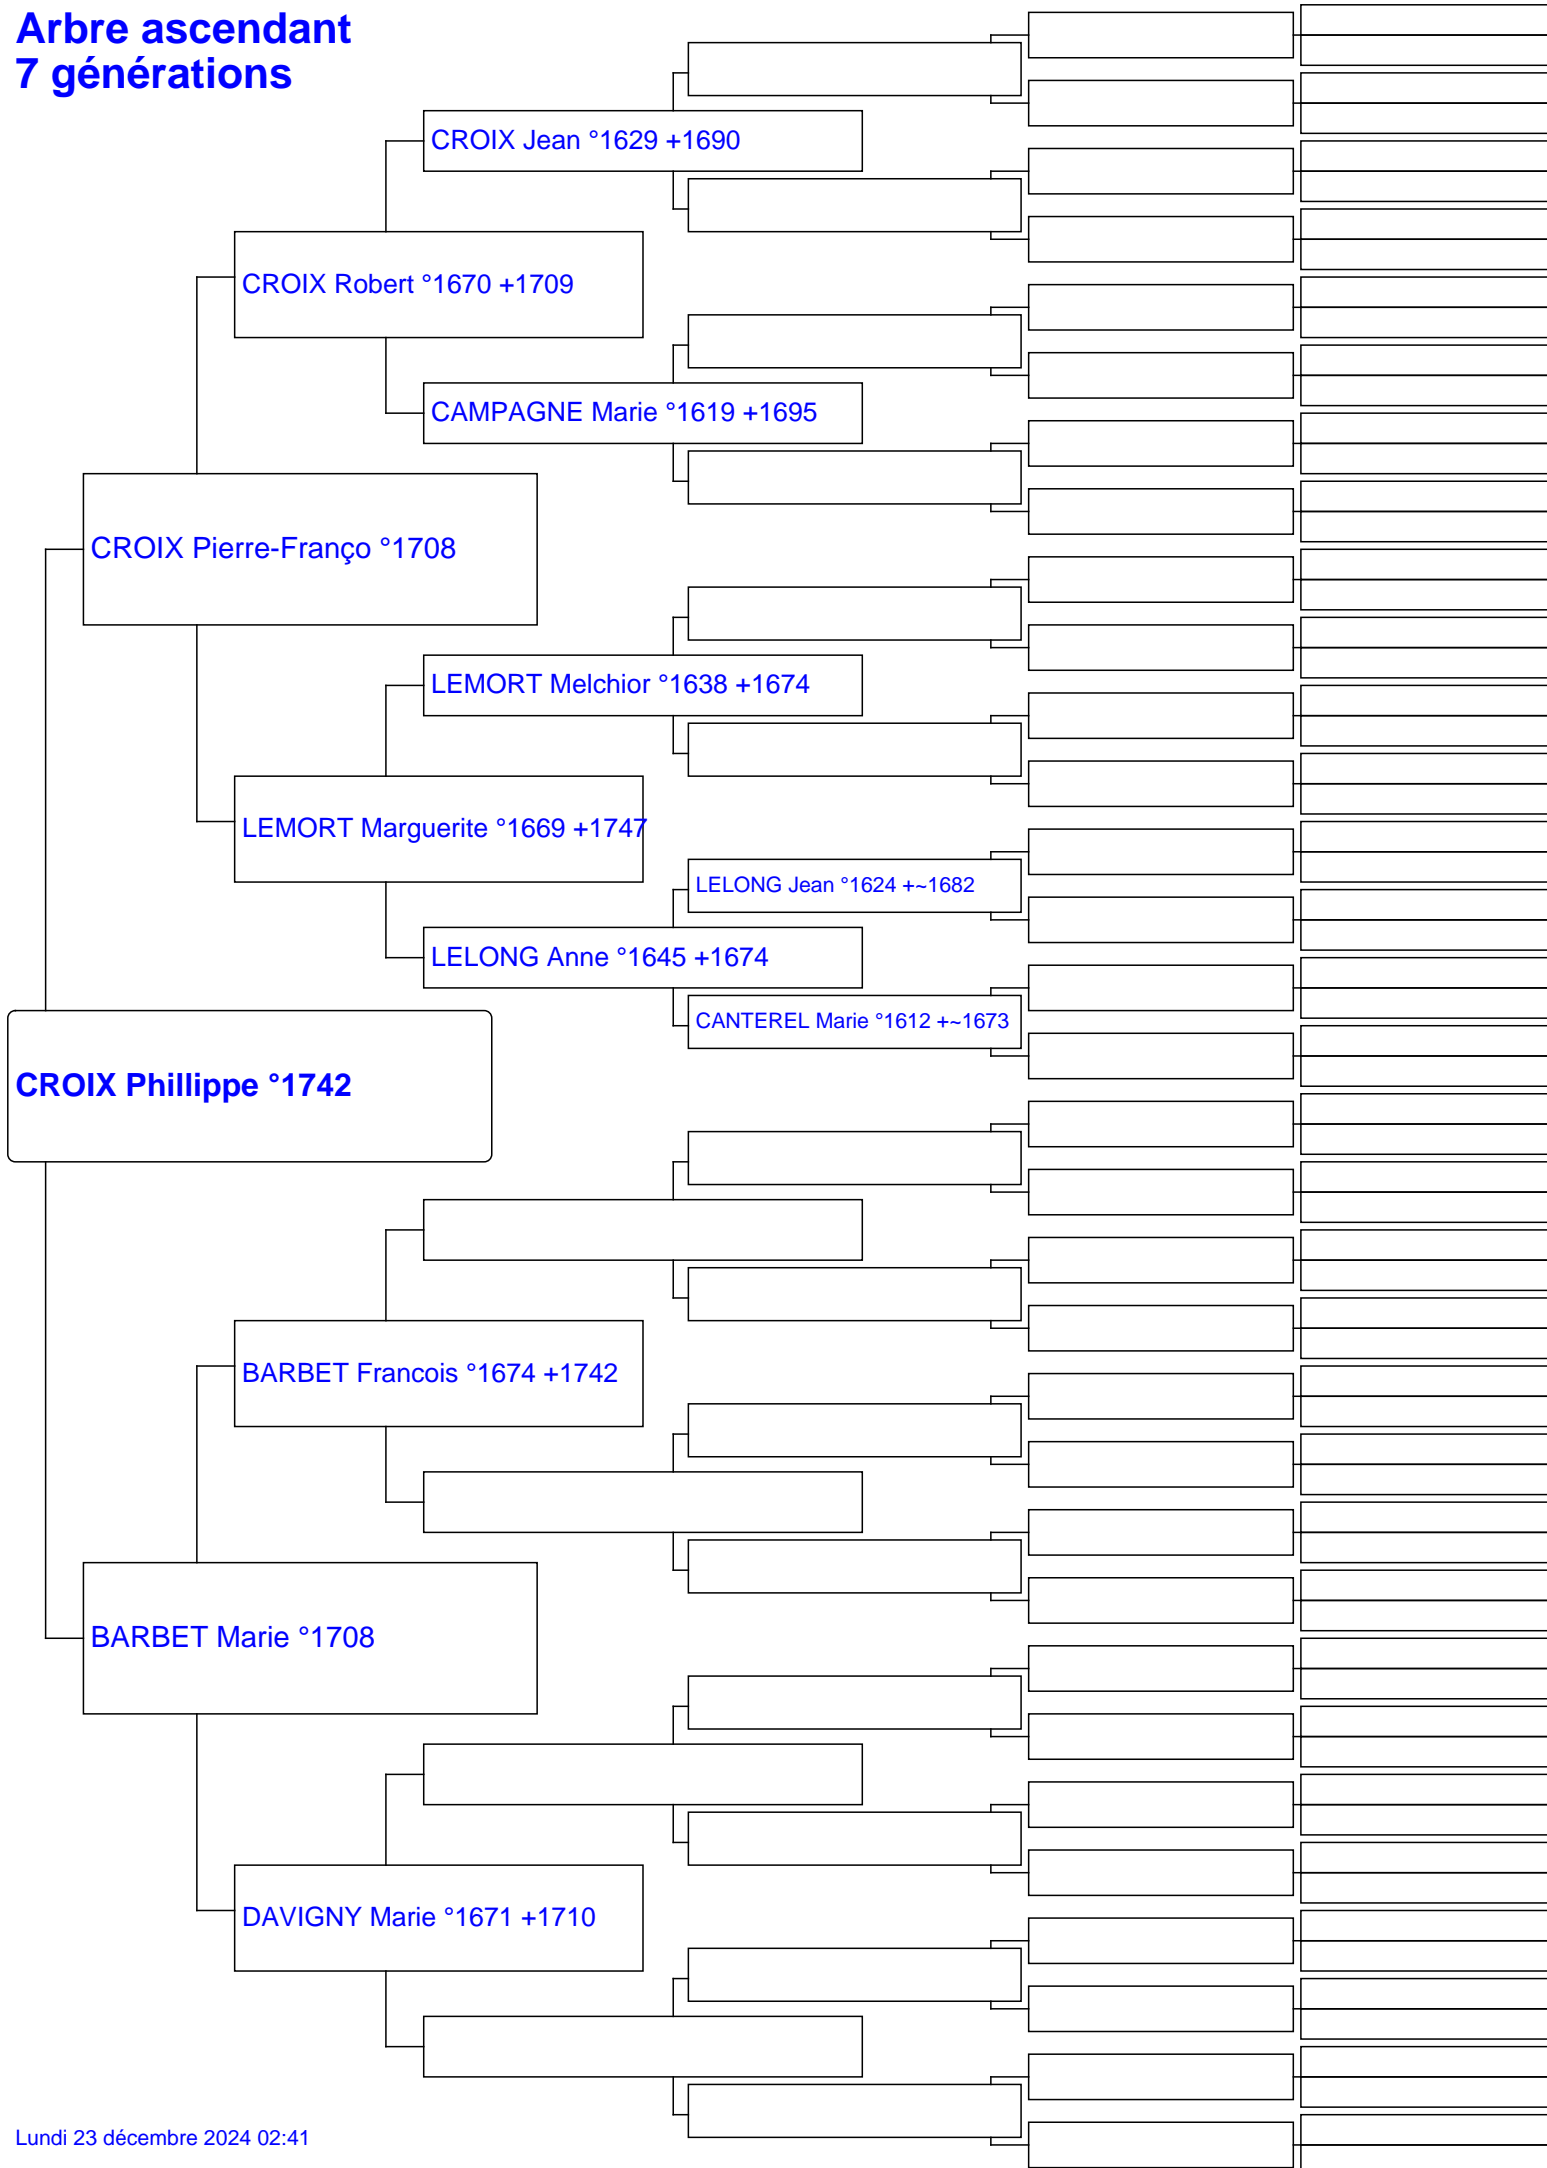 Arbre ascendant
7 générations
CROIX Jean °1629 +1690
CROIX Robert °1670 +1709
CAMPAGNE Marie °1619 +1695
CROIX Pierre-Franço °1708
LEMORT Melchior °1638 +1674
LEMORT Marguerite °1669 +1747
LELONG Jean °1624 +~1682
LELONG Anne °1645 +1674
CANTEREL Marie °1612 +~1673
CROIX Phillippe °1742
BARBET Francois °1674 +1742
BARBET Marie °1708
DAVIGNY Marie °1671 +1710
Lundi 23 décembre 2024 02:41